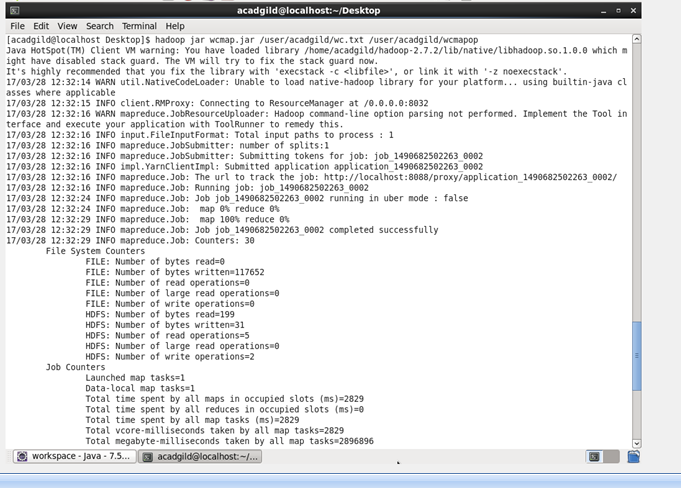 acadgild@localhost:~/Desktop
File Edit View Search Terminal Help
[acadgild@localhost Desktop]$ hadoop jar wcmap.jar /user/acadgild/wc.txt /user/acadgild/wcmapop
Java HotSpot(TM) Client VM warning: You have loaded library /home/acadgild/hadoop-2.7.2/lib/native/libhadoop.so.1.0.0 which m
ight have disabled stack guard. The VM will try to fix the stack guard now.
It's highly recommended that you fix the library with 'execstack -c <libfile>', or link it with '-z noexecstack'.
17/03/28 12:32:14 WARN util.NativeCodeLoader: Unable to load native-hadoop library for your platform... using builtin-java cl
asses where applicable
17/03/28 12:32:15 INFO client.RMProxy: Connecting to ResourceManager at /0.0.0.0:8032
17/03/28 12:32:16 WARN mapreduce.JobResourceUploader: Hadoop command-line option parsing not performed. Implement the Tool in
terface and execute your application with ToolRunner to remedy this.
17/03/28 12:32:16 INFO input.FileInputFormat: Total input paths to process : 1
17/03/28 12:32:16 INFO mapreduce.JobSubmitter: number of splits:1
17/03/28 12:32:16 INFO mapreduce.JobSubmitter: Submitting tokens for job: job_1490682502263_0002
17/03/28 12:32:16 INFO impl.YarnClientImpl: Submitted application application_1490682502263_0002
17/03/28 12:32:16 INFO mapreduce.Job: The url to track the job: http://localhost:8088/proxy/application_1490682502263_0002/
17/03/28 12:32:16 INFO mapreduce.Job: Running job: job_1490682502263_0002
17/03/28 12:32:24 INFO mapreduce.Job: Job job_1490682502263_0002 running in uber mode : false
17/03/28 12:32:24 INFO mapreduce.Job:  map 0% reduce 0%
17/03/28 12:32:29 INFO mapreduce.Job:  map 100% reduce 0%
17/03/28 12:32:29 INFO mapreduce.Job: Job job_1490682502263_0002 completed successfully
17/03/28 12:32:29 INFO mapreduce.Job: Counters: 30
File System Counters
FILE: Number of bytes read=0
FILE: Number of bytes written=117652
FILE: Number of read operations=0
FILE: Number of large read operations=0
FILE: Number of write operations=0
HDFS: Number of bytes read=199
HDFS: Number of bytes written=31
HDFS: Number of read operations=5
HDFS: Number of large read operations=0
HDFS: Number of write operations=2
Job Counters
Launched map tasks=1
Data-local map tasks=1
Total time spent by all maps in occupied slots (ms)=2829
Total time spent by all reduces in occupied slots (ms)=0
Total time spent by all map tasks (ms)=2829
Total vcore-milliseconds taken by all map tasks=2829
Total megabyte-milliseconds taken by all map tasks=2896896
workspace - Java - 7.5...
acadgild@localhost:~/...